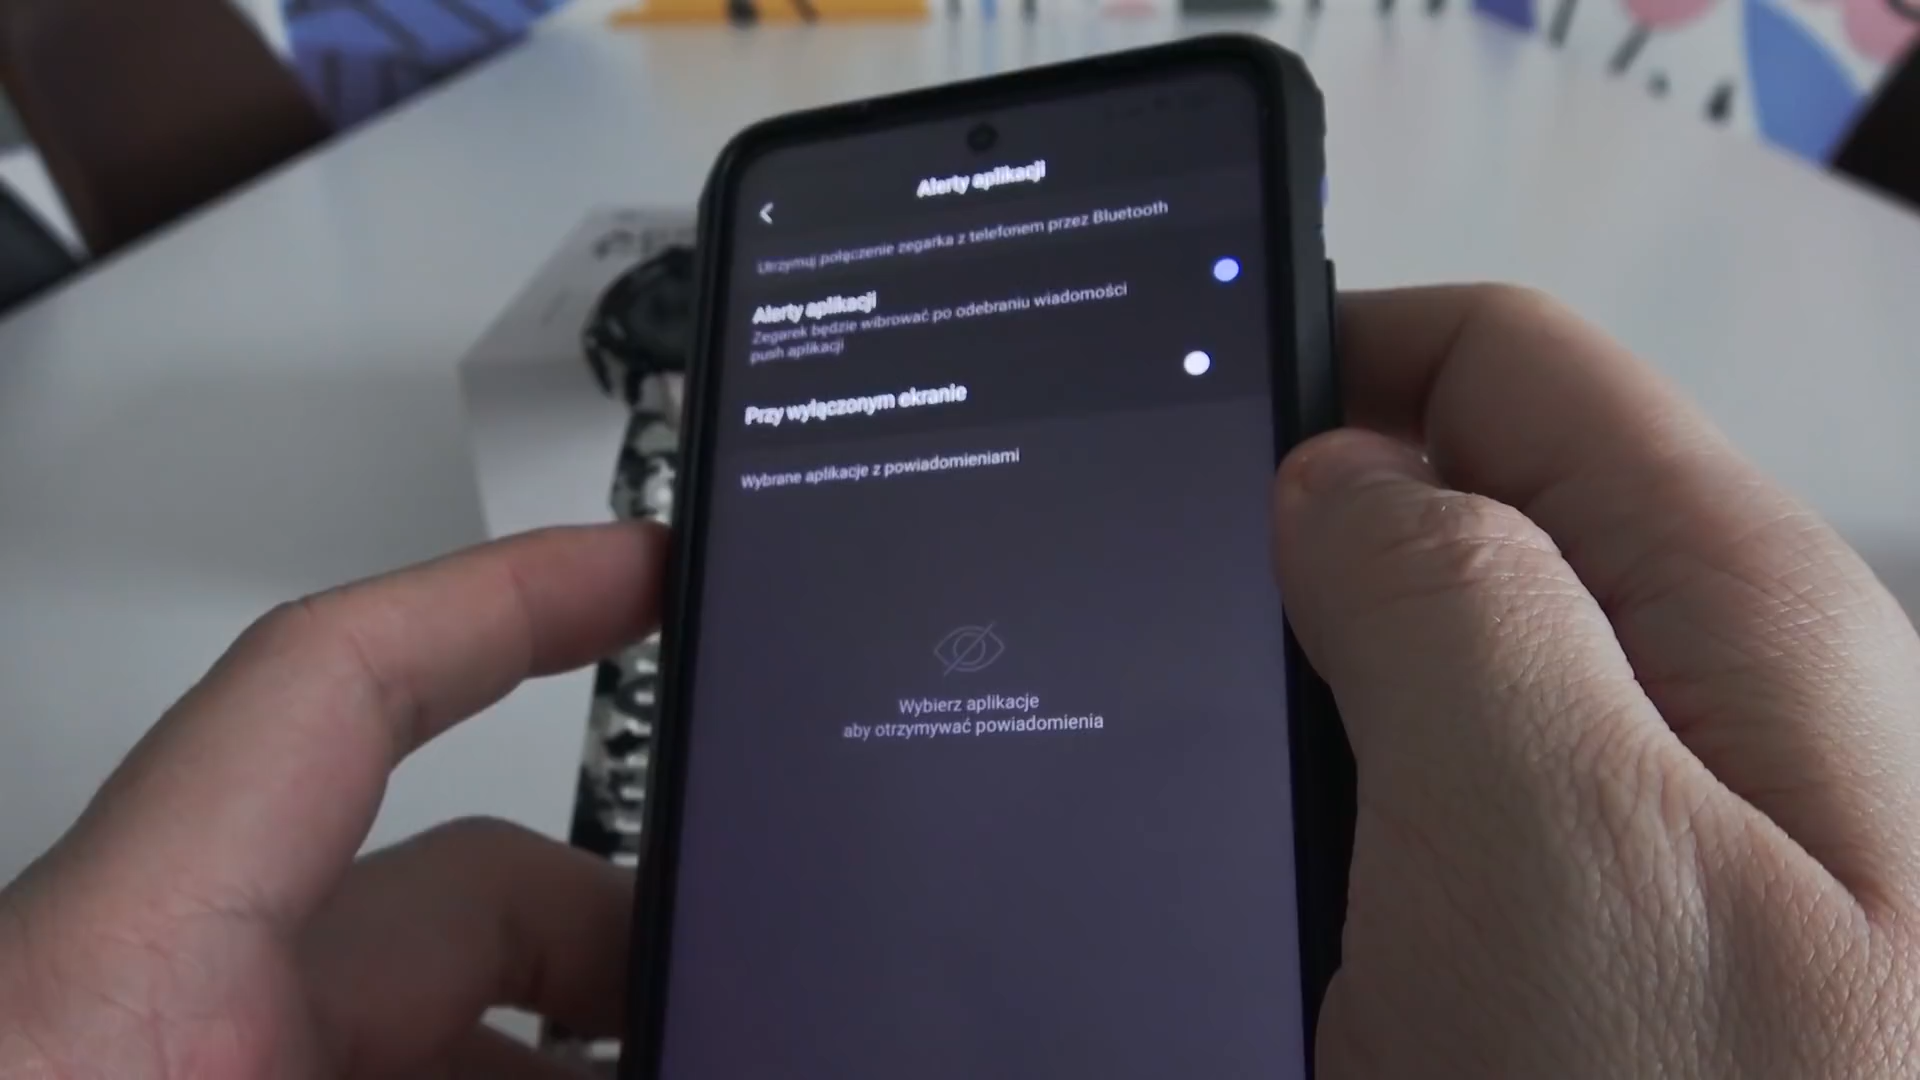 Alerty aplikacji
Utrzymuj połączenie zegarka z telefonem przez Bluetooth
Alerty aplikacji
Zegarek będzie wibrować po odebraniu wiadomości
push aplikacji
Przy wyłączonym ekranie
Wybrane aplikacje z powiadomieniami
Wybierz aplikacje
aby otrzymywać powiadomienia